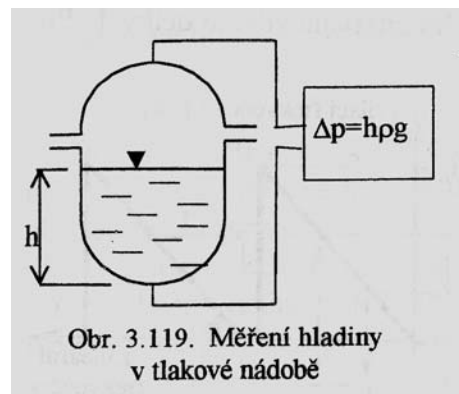 Δp=hρg
h
Obr. 3.119. Měření hladiny
v tlakové nádobě